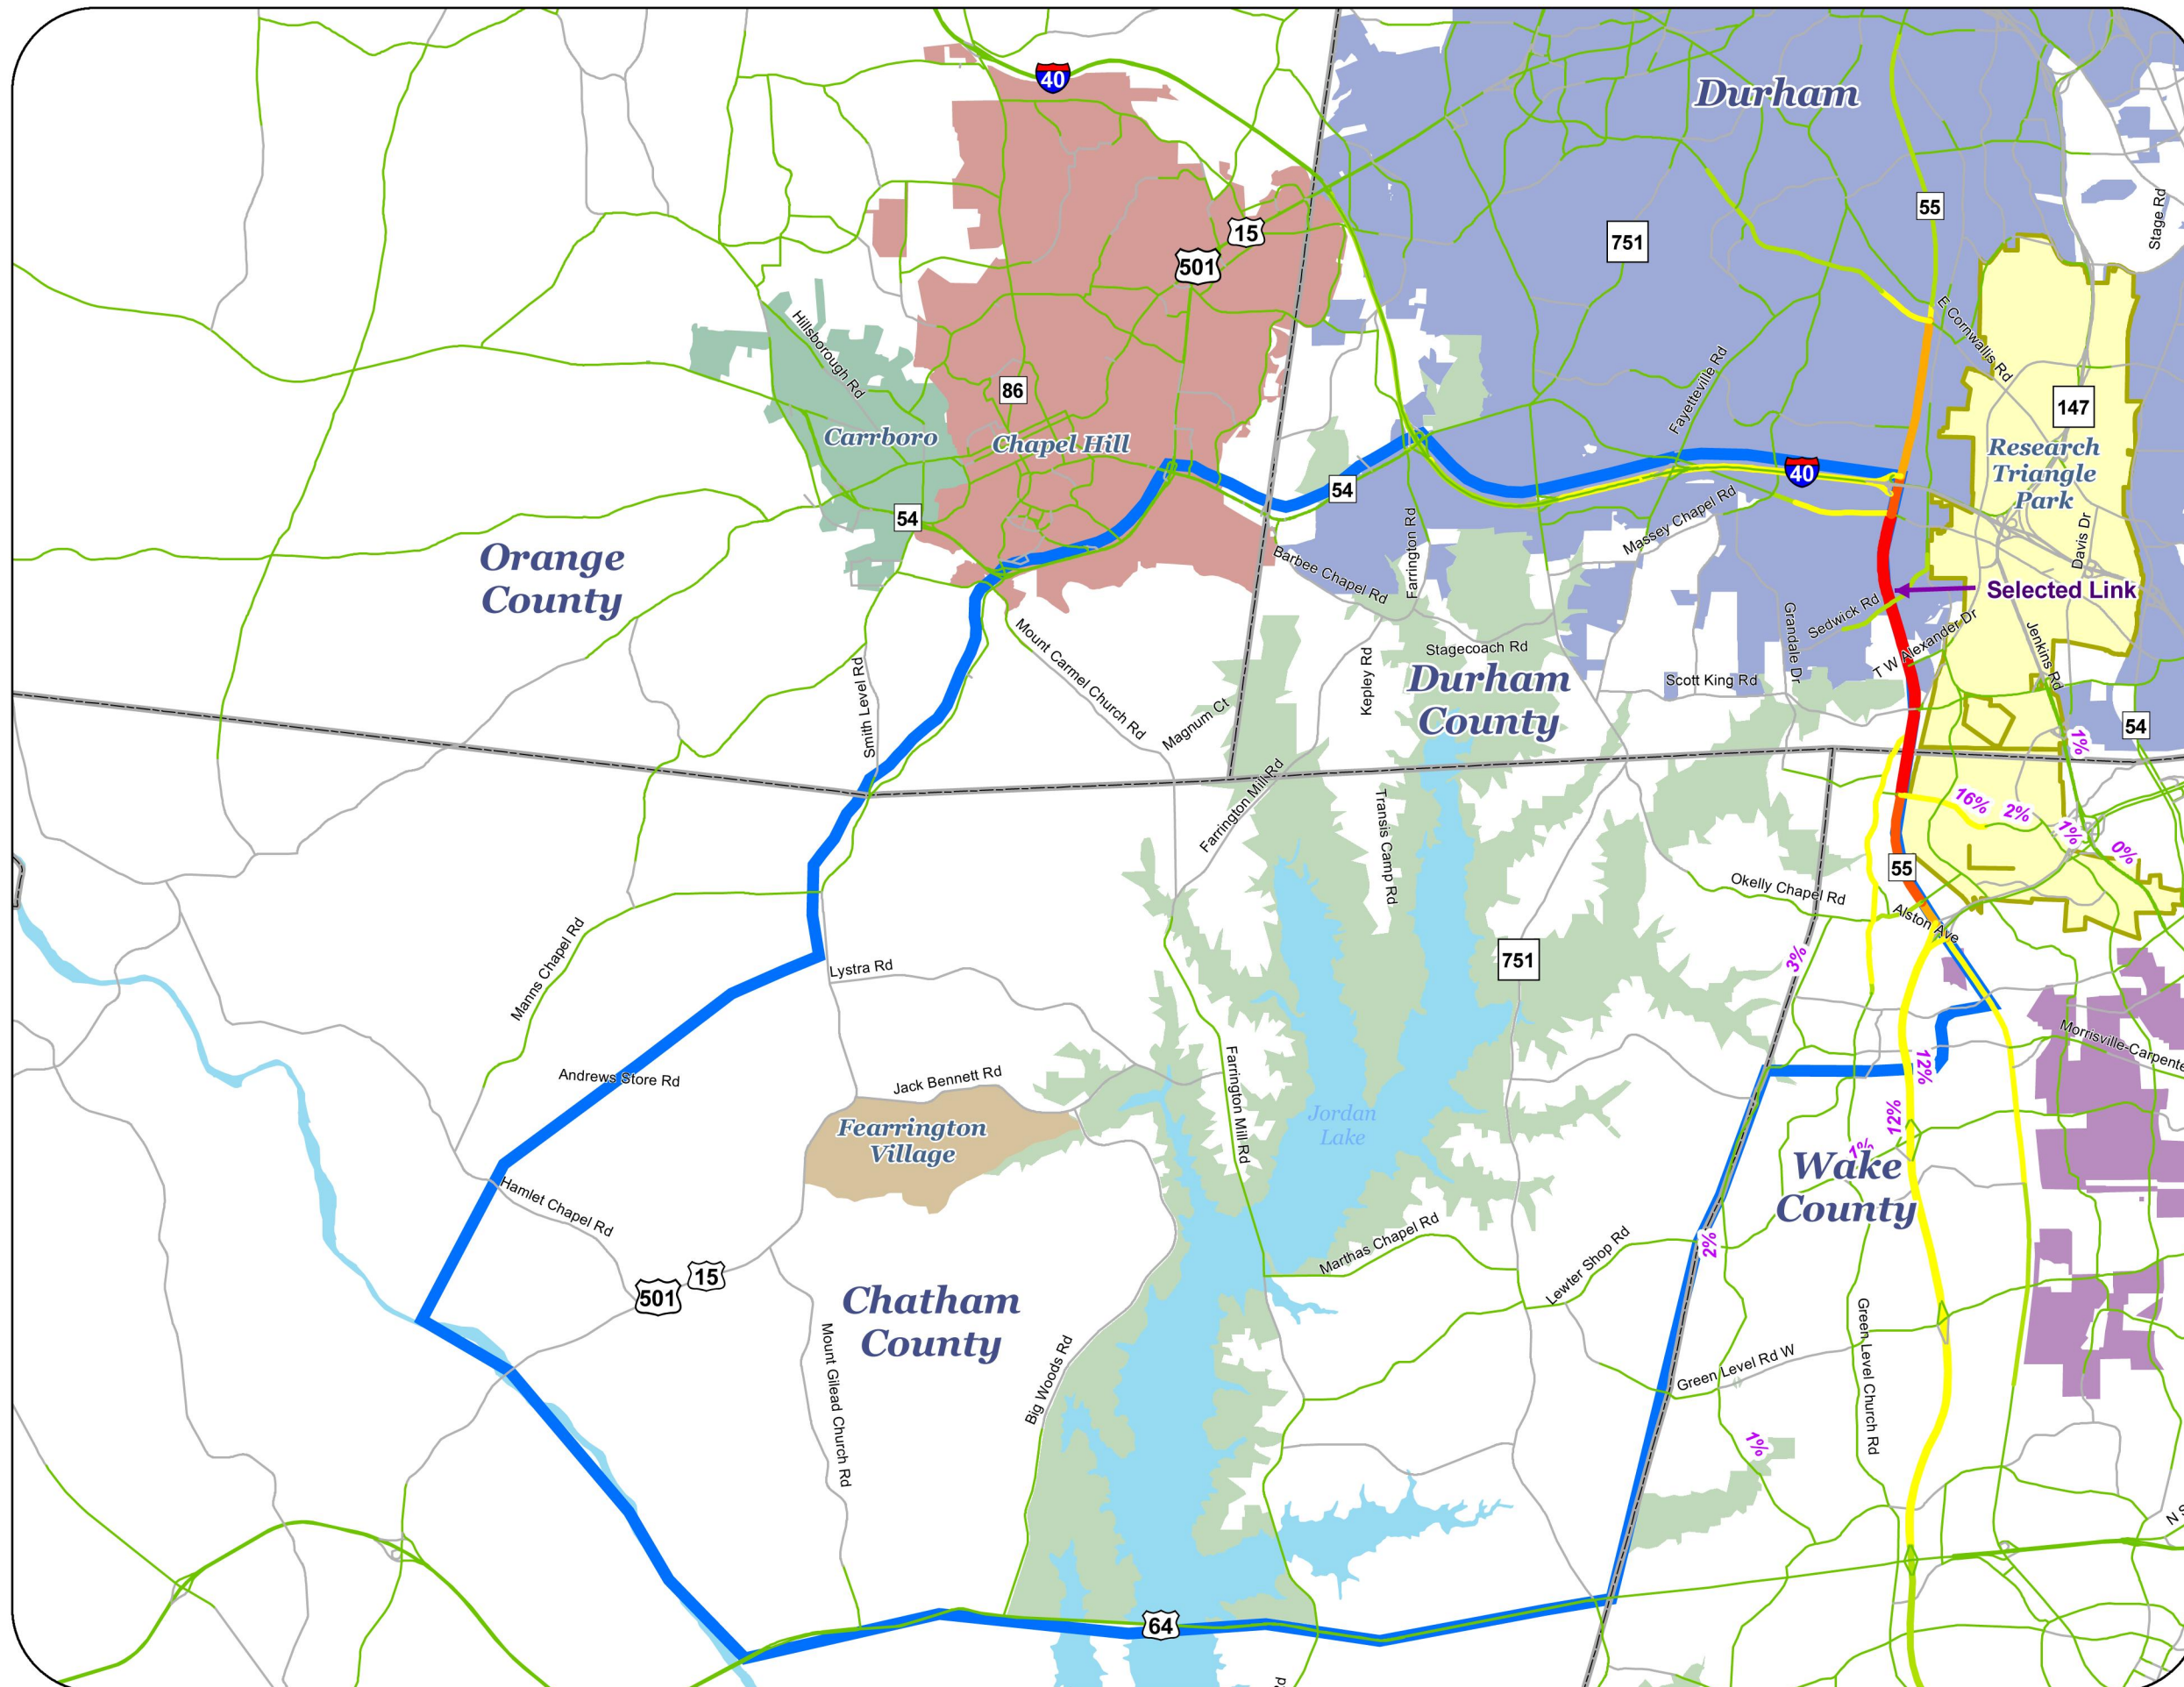 40
Durham
55
Stage Rd
15
751
501
Hillsborough Rd
E Cornwallis Rd
Fayetteville Rd
86
147
Carrboro
Chapel Hill
Research
Triangle
Park
40
54
54
Massey Chapel Rd
Farrington Rd
Davis Dr
Orange
County
Barbee Chapel Rd
Selected Link
Sedwick Rd
Grandale Dr
T W Alexander Dr
Mount Carmel Church Rd
Stagecoach Rd
Jenkins Rd
Smith Level Rd
Kepley Rd
Durham
County
Scott King Rd
Magnum Ct
54
1%
Farrington Mill Rd
Transis Camp Rd
16%
2%
1%
0%
55
Okelly Chapel Rd
Alston Ave
Manns Chapel Rd
Lystra Rd
751
3%
Morrisville-Carpente
Andrews Store Rd
Jack Bennett Rd
Farrington Mill Rd
12%
12%
Fearrington
Village
Jordan
Lake
1%
Wake
County
Hamlet Chapel Rd
Marthas Chapel Rd
2%
Lewter Shop Rd
15
501
Chatham
County
Mount Gilead Church Rd
Big Woods Rd
Green Level Rd W
Green Level Church Rd
1%
64